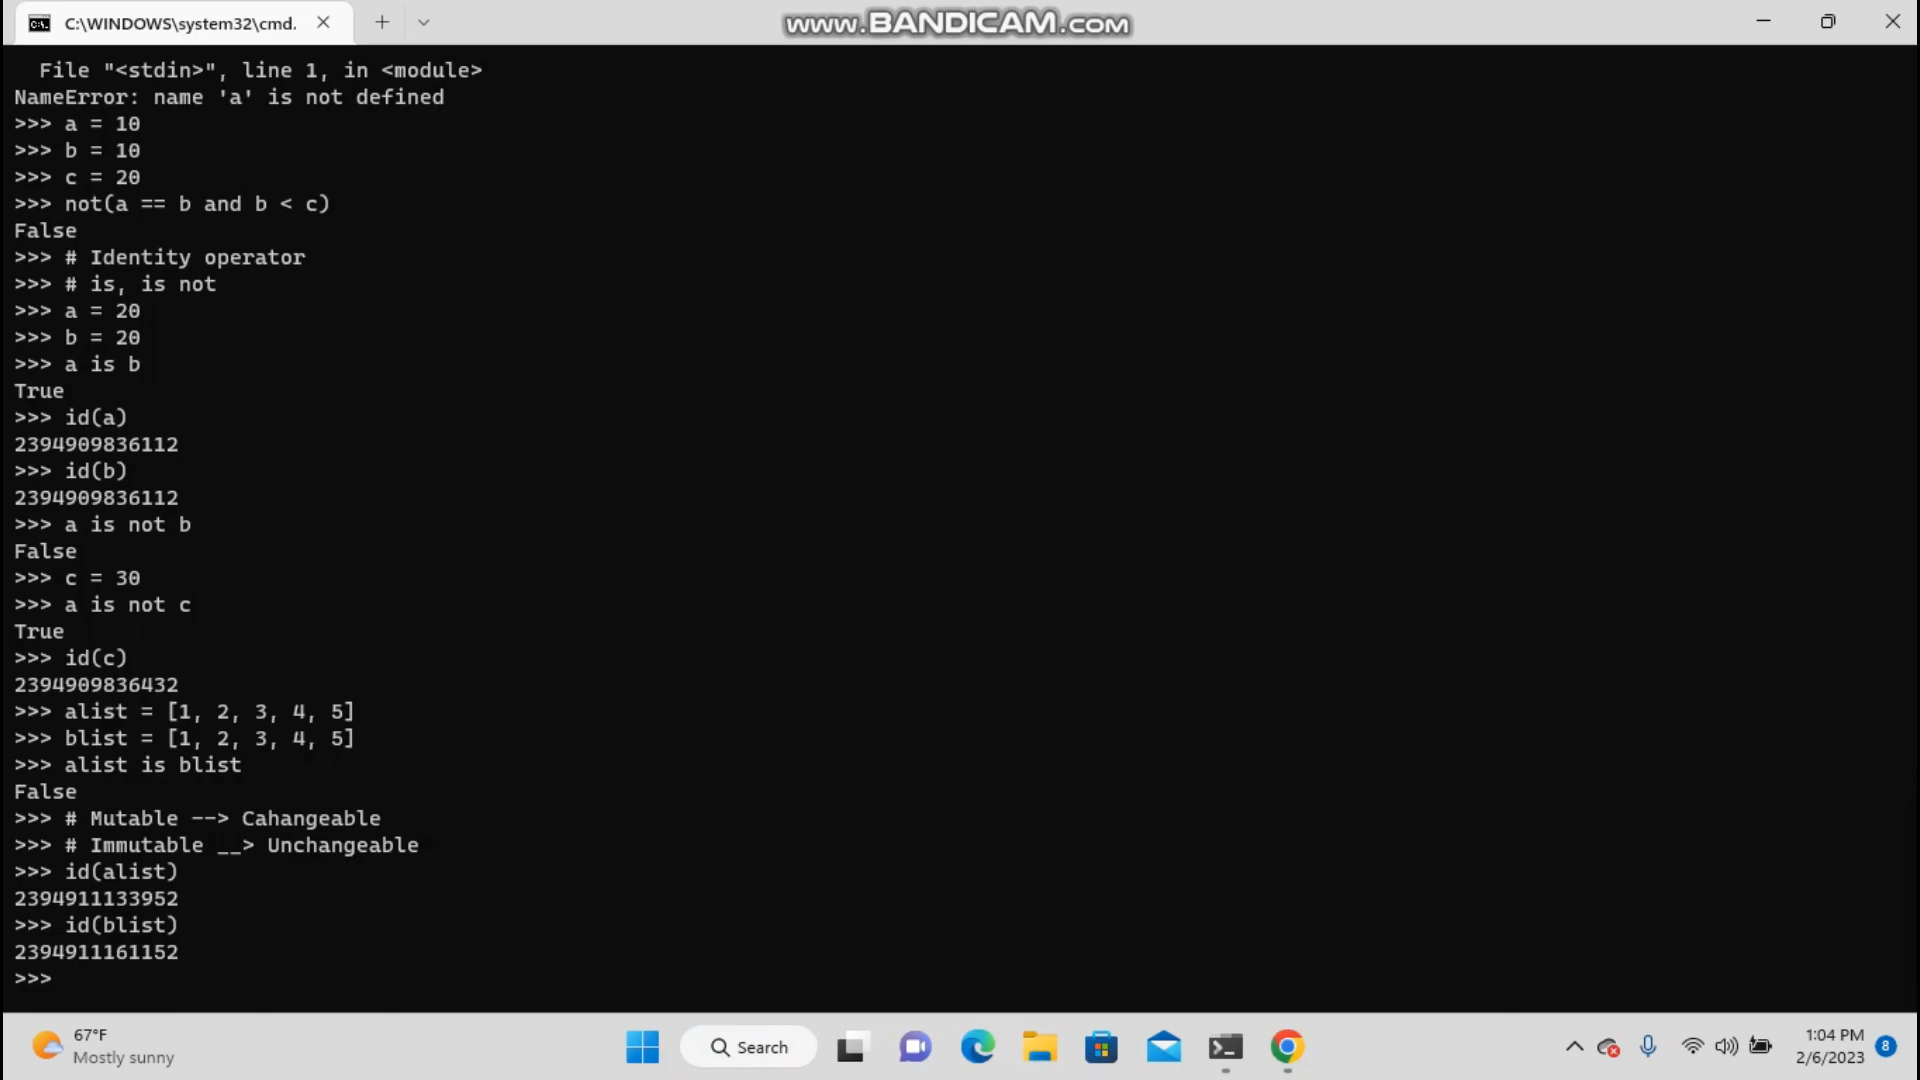 C:\WINDOWS\system32\cmd.
www.BANDICAM.com
File "<stdin>", line 1, in <module>
NameError: name 'a' is not defined
>>> a = 10
>>> b = 10
>>> c = 20
>>> not(a == b and b < c)
False
>>> # Identity operator
>>> # is, is not
>>> a = 20
>>> b = 20
>>> a is b
True
>>> id(a)
2394909836112
>>> id(b)
2394909836112
>>> a is not b
False
>>> c = 30
>>> a is not c
True
>>> id(c)
2394909836432
>>> alist = [1, 2, 3, 4, 5]
>>> blist = [1, 2, 3, 4, 5]
>>> alist is blist
False
>>> # Mutable --> Cahangeable
>>> # Immutable __> Unchangeable
>>> id(alist)
2394911133952
>>> id(blist)
2394911161152
>>>
67°F
Mostly sunny
Search
1:04 PM
2/6/2023
8